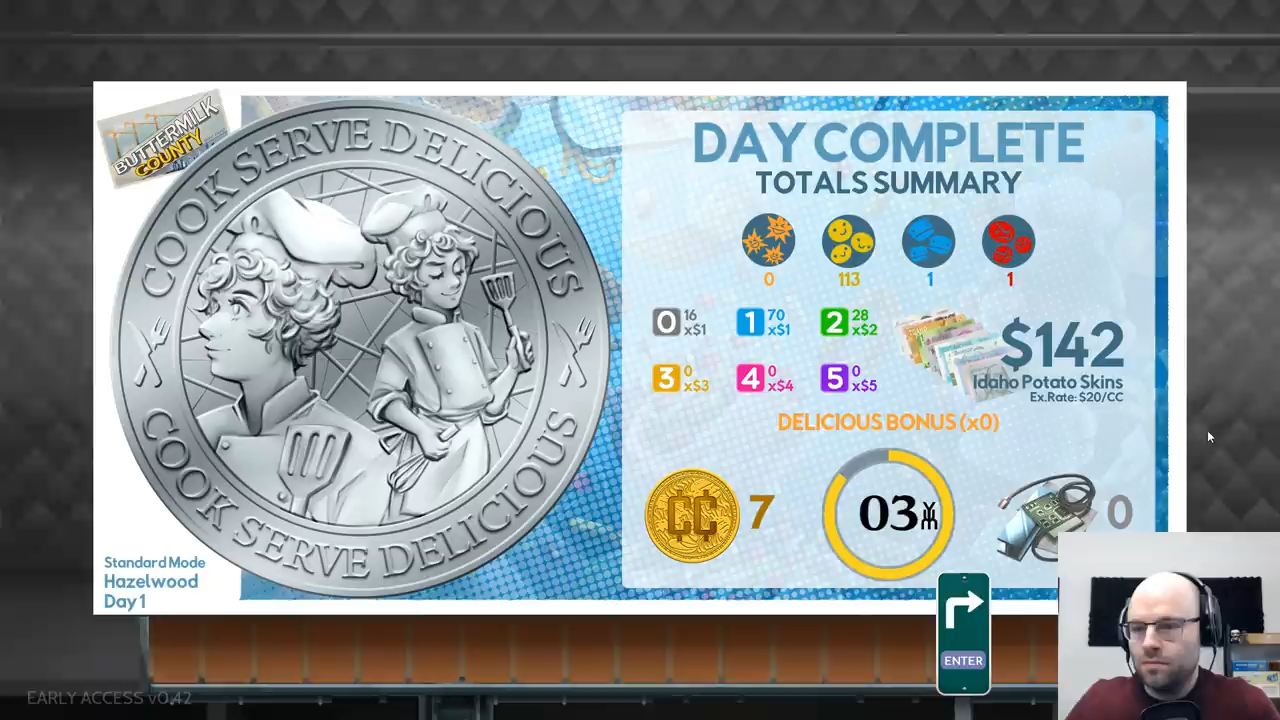 BUTTERMILK
COUNTY
COOK SERVE DELICIOUS
COOK SERVE DELICIOUS
Standard Mode
Hazelwood
Day 1
DAY COMPLETE
TOTALS SUMMARY
0 113 1 1
0 16 x$1 1 70 x$1 2 28 x$2
3 0 x$3 4 0 x$4 5 0 x$5
$142
Idaho Potato Skins
Ex.Rate: $20/CC
DELICIOUS BONUS (x0)
CC 7 03 0
ENTER
EARLY ACCESS v0.42